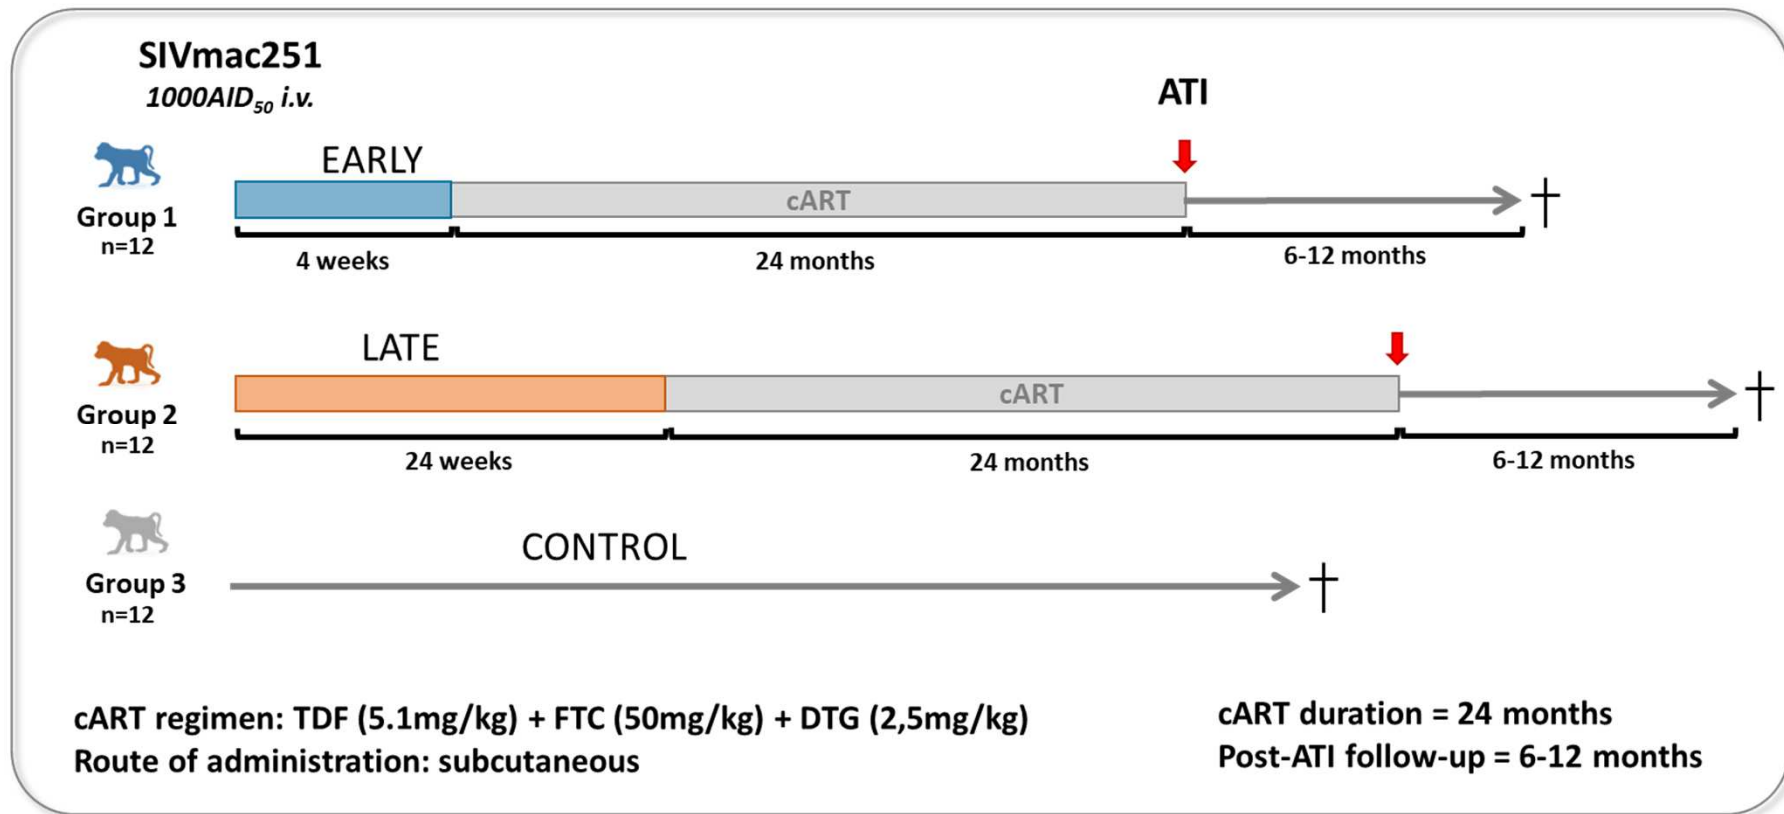 SIVmac251
1000AID50 i.v.
ATI
EARLY
cART
Group 1
n=12
4 weeks
24 months
6-12 months
LATE
cART
Group 2
n=12
24 weeks
24 months
6-12 months
CONTROL
Group 3
n=12
cART regimen: TDF (5.1mg/kg) + FTC (50mg/kg) + DTG (2,5mg/kg)
Route of administration: subcutaneous
cART duration = 24 months
Post-ATI follow-up = 6-12 months